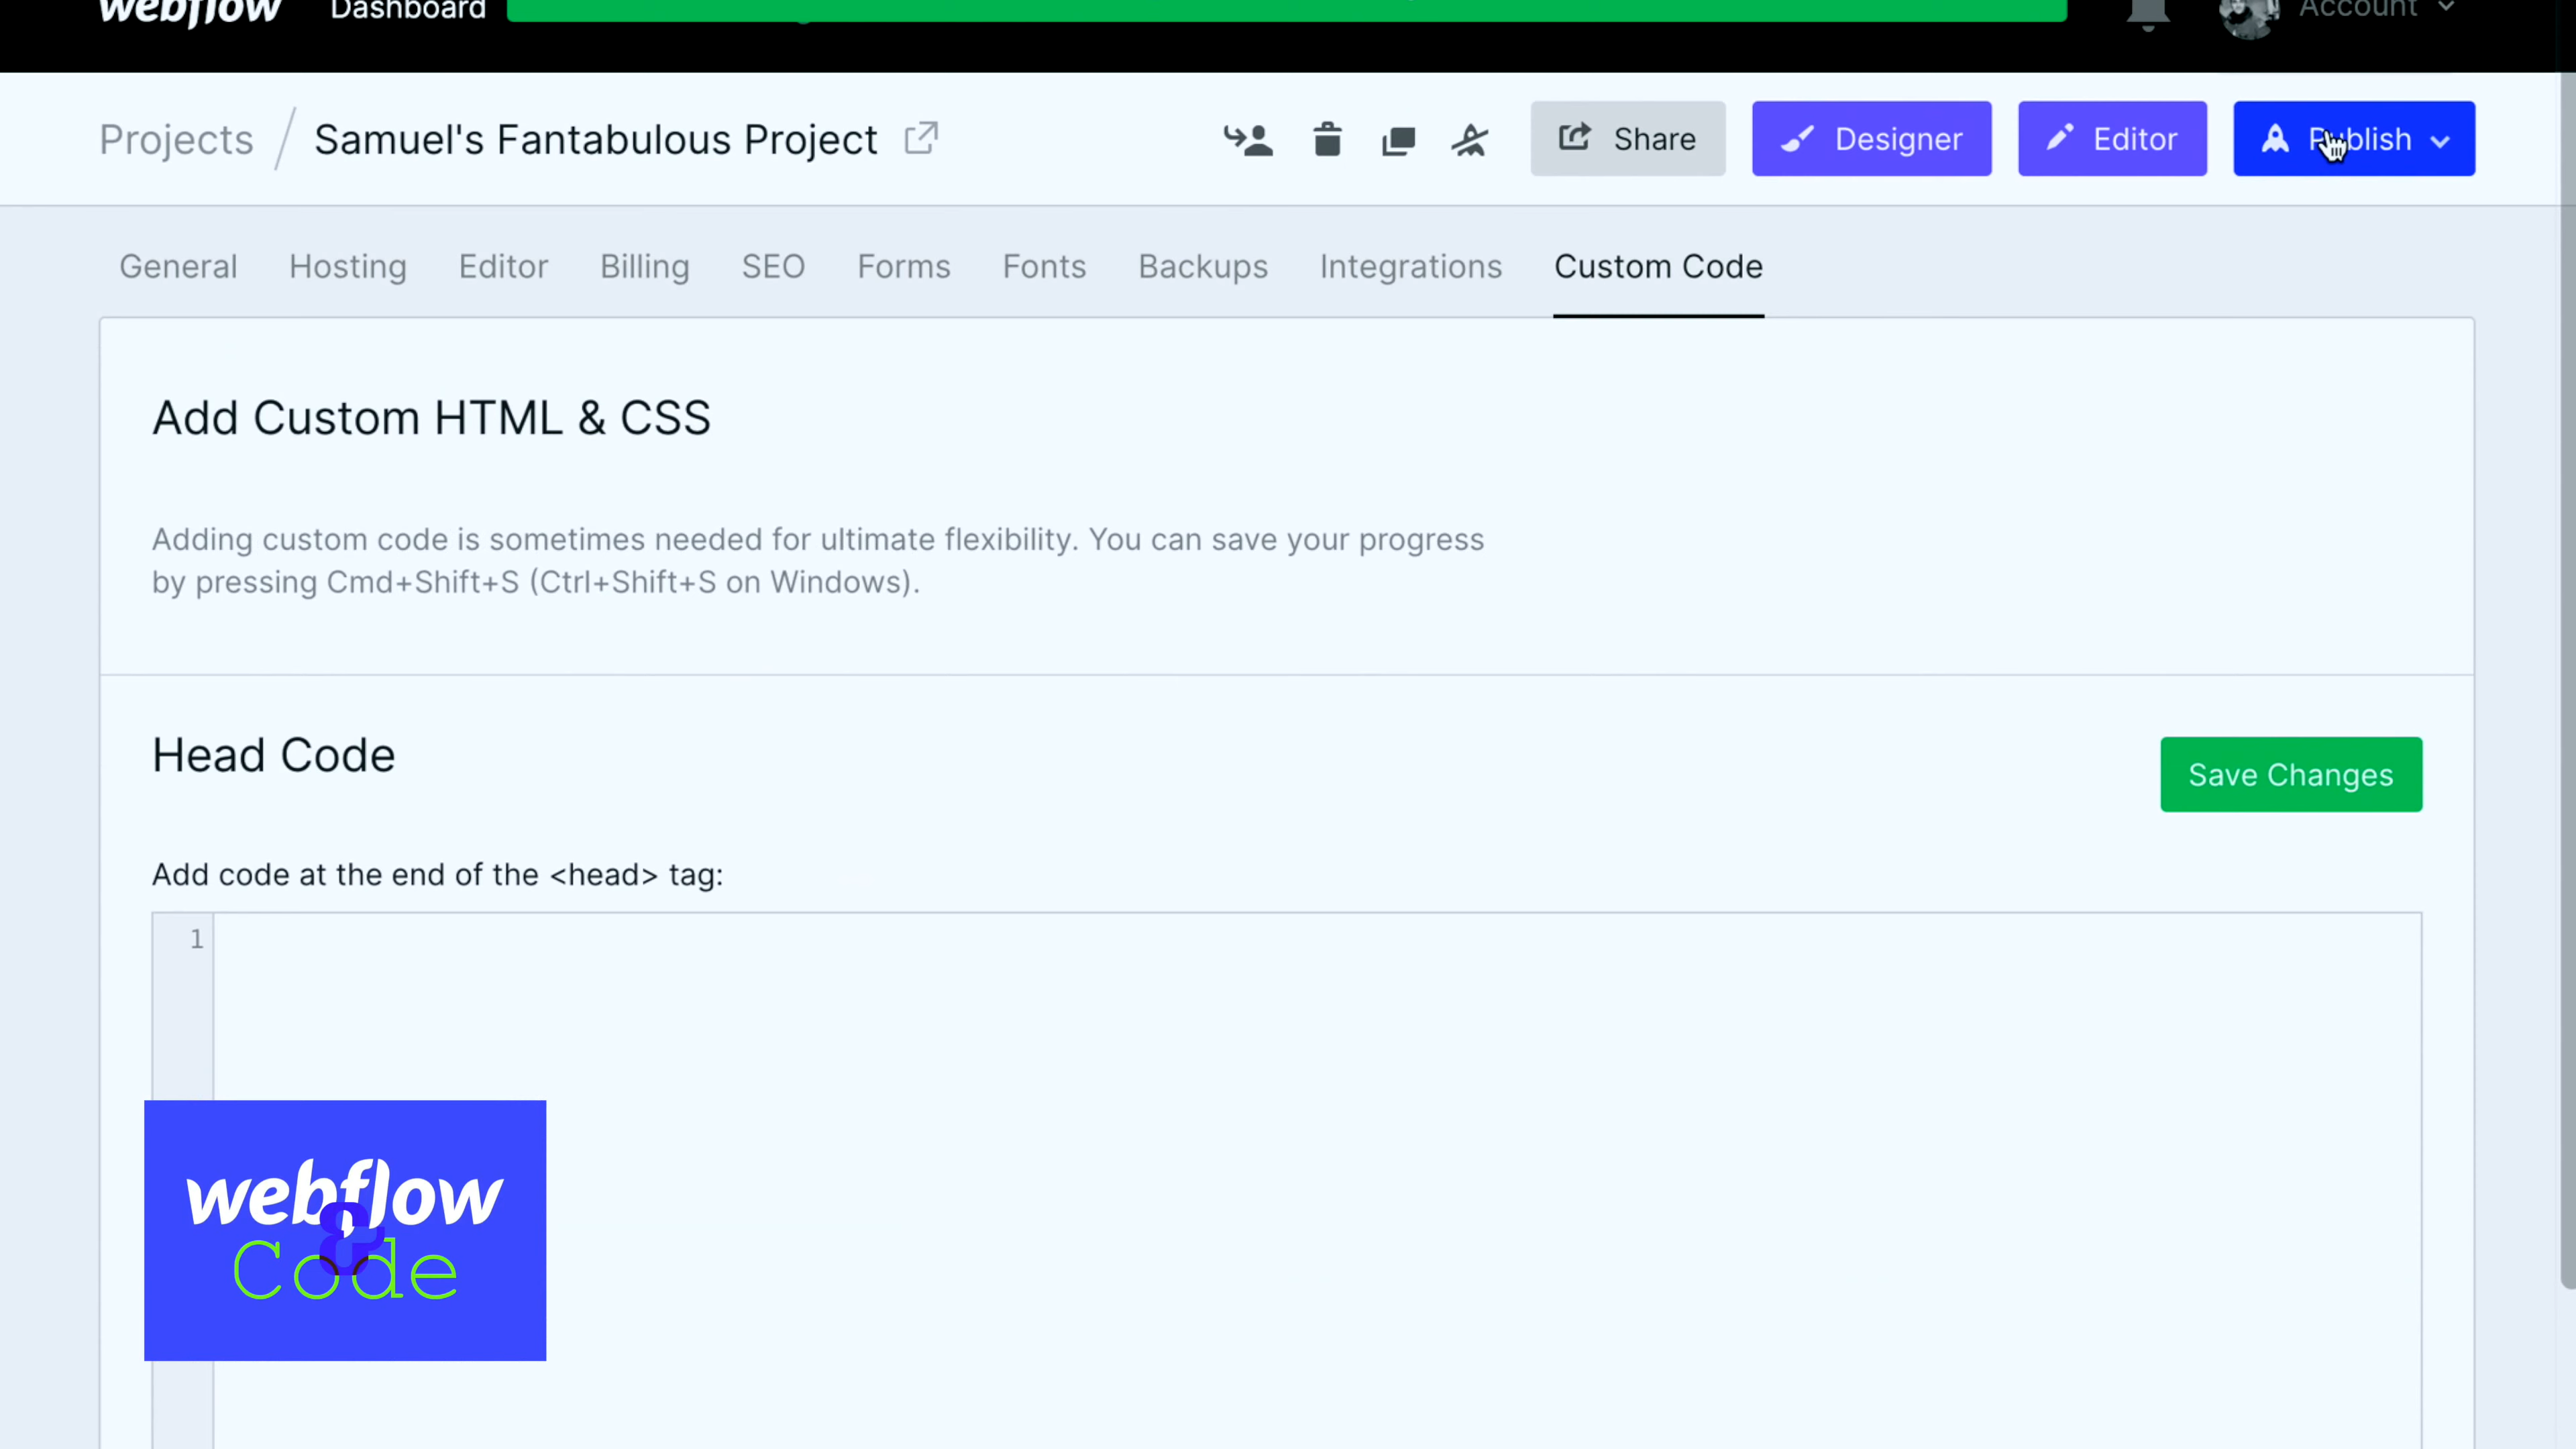 webflow Dashboard Account
Projects / Samuel's Fantabulous Project Share Designer Editor Publish
General Hosting Editor Billing SEO Forms Fonts Backups Integrations Custom Code
Add Custom HTML & CSS
Adding custom code is sometimes needed for ultimate flexibility. You can save your progress
by pressing Cmd+Shift+S (Ctrl+Shift+S on Windows).
Head Code
Save Changes
Add code at the end of the <head> tag:
1
webflow
&
Code